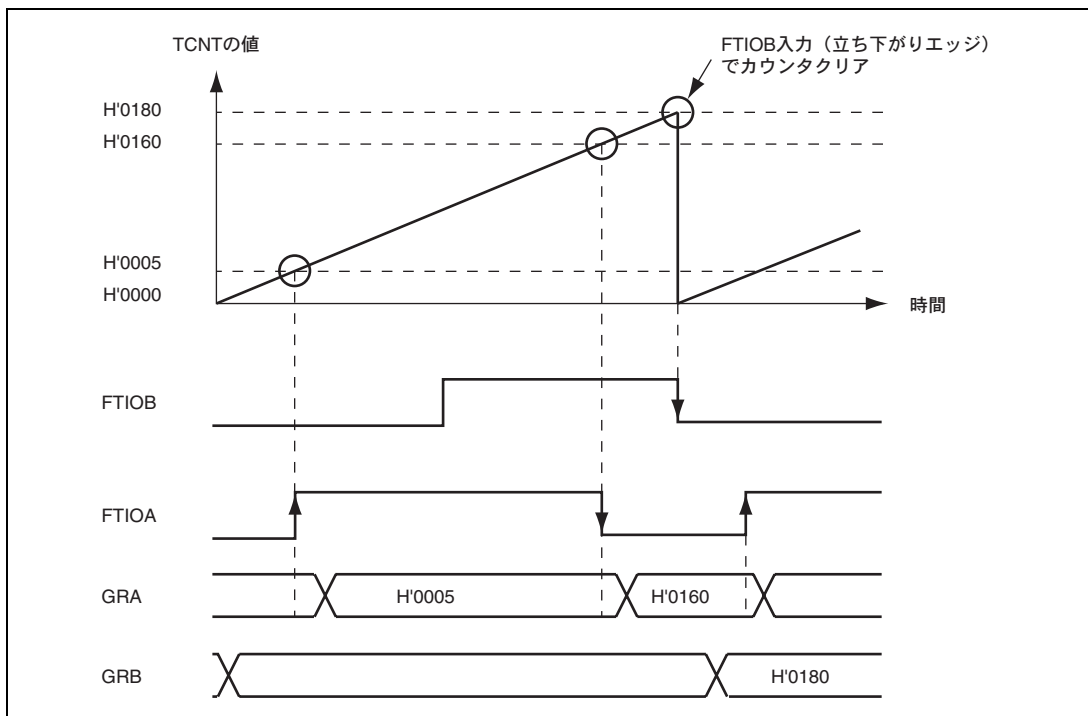 TCNTの値
FTIOB入力（立ち下がりエッジ）
でカウンタクリア
H'0180
H'0160
H'0005
H'0000
時間
FTIOB
FTIOA
GRA
H'0005
H'0160
GRB
H'0180